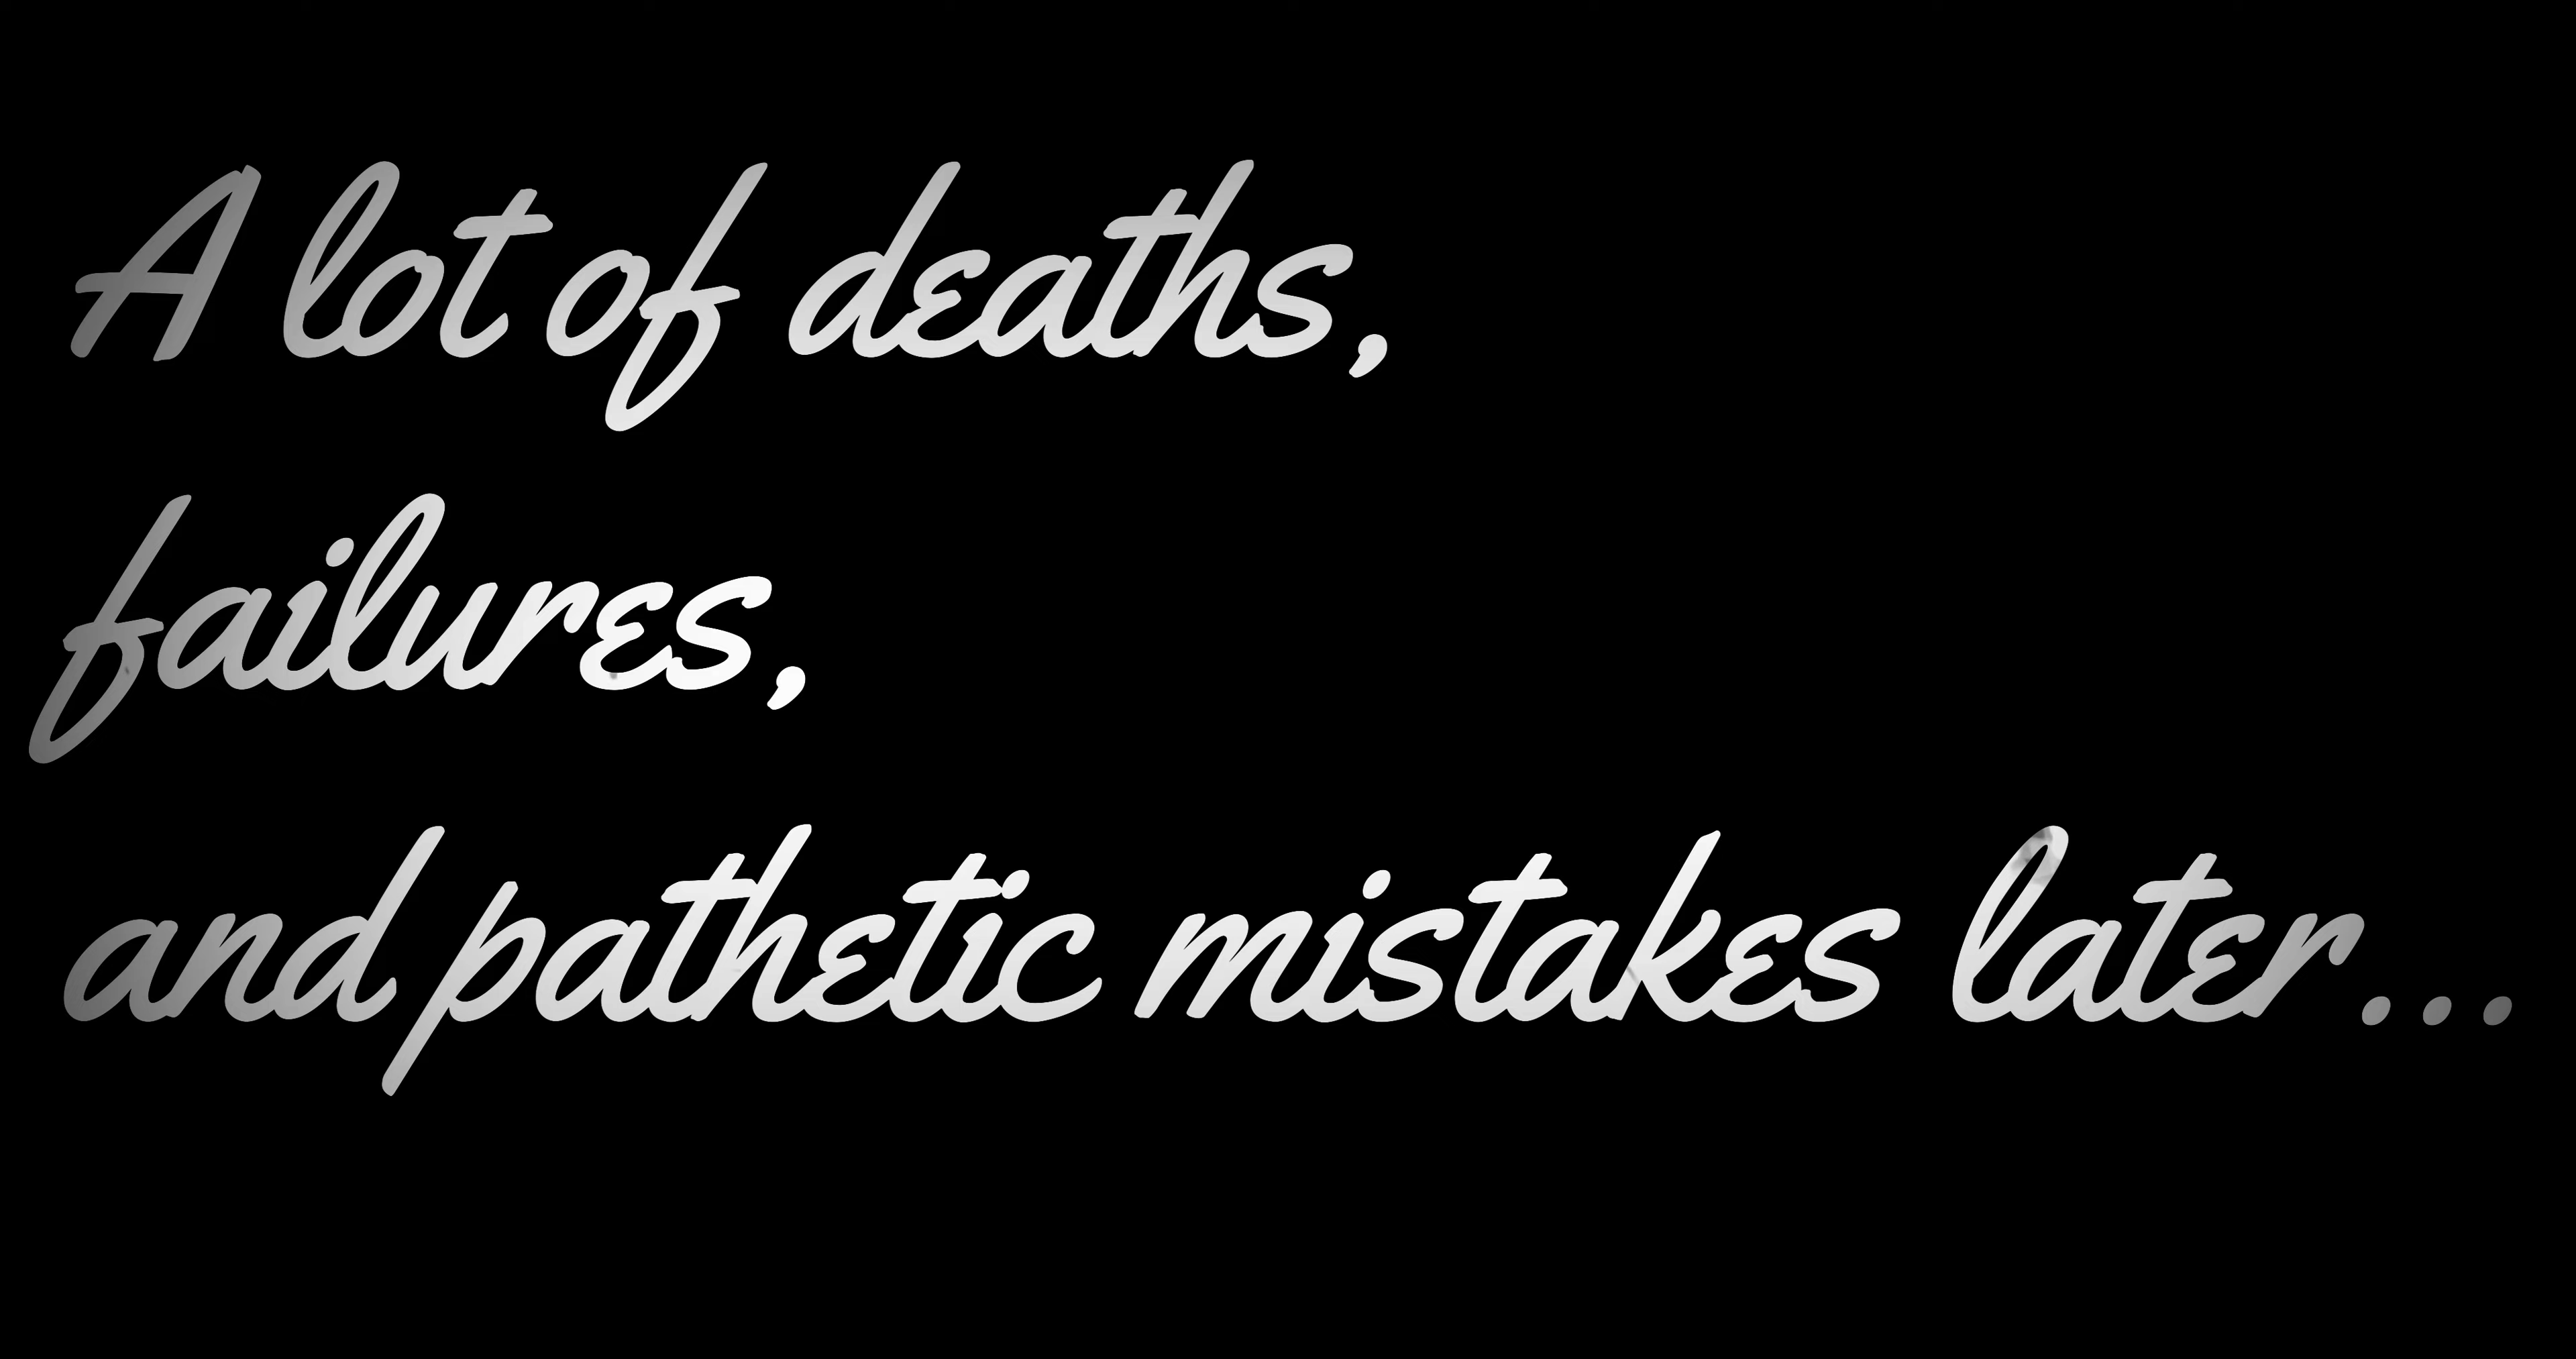 A lot of deaths,
failures,
and pathetic mistakes later...